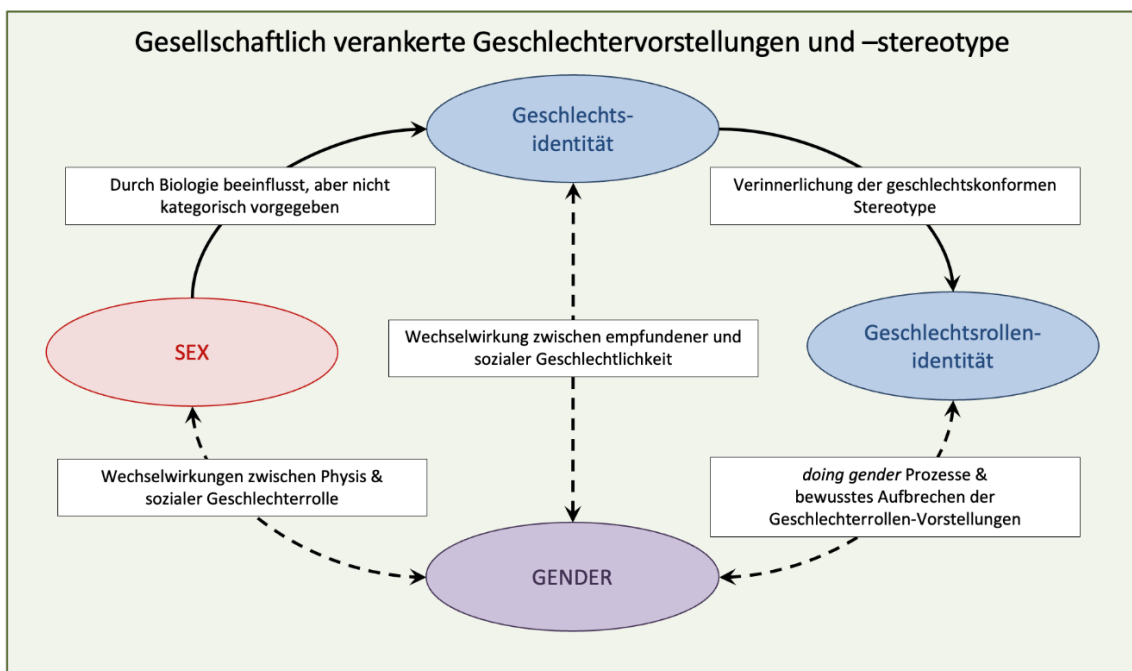 Gesellschaftlich verankerte Geschlechtervorstellungen und –stereotype
Geschlechts-
identität
Durch Biologie beeinflusst, aber nicht
kategorisch vorgegeben
Verinnerlichung der geschlechtskonformen
Stereotype
SEX
Wechselwirkung zwischen empfundener und
sozialer Geschlechtlichkeit
Geschlechtsrollen-
identität
Wechselwirkungen zwischen Physis &
sozialer Geschlechterrolle
doing gender Prozesse &
bewusstes Aufbrechen der
Geschlechterrollen-Vorstellungen
GENDER